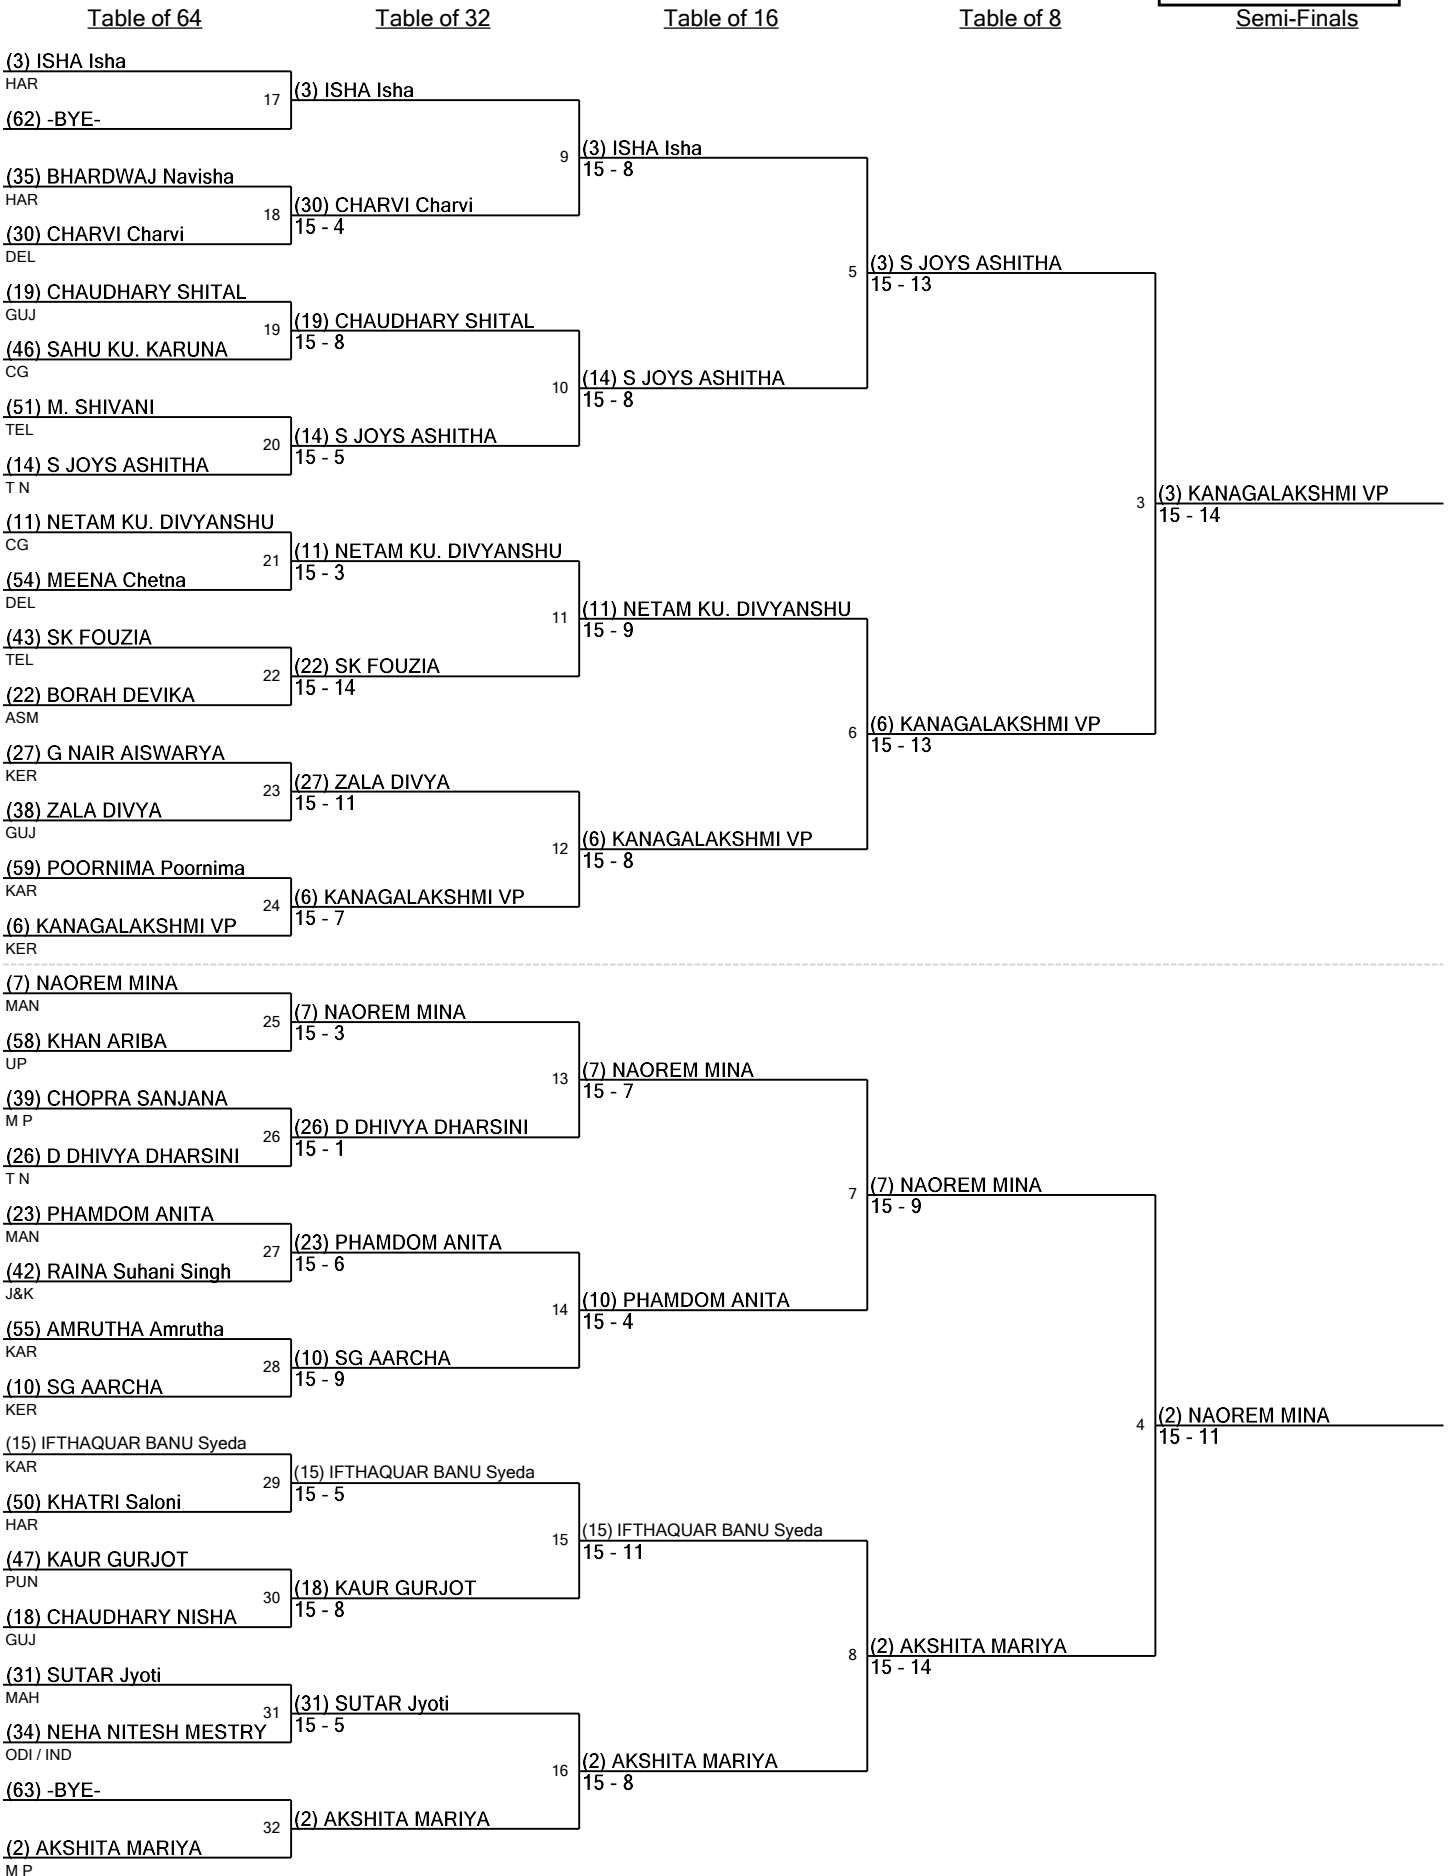 Table of 64
Table of 32
Table of 16
Table of 8
Semi-Finals
(3) ISHA Isha
HAR
17
(62) -BYE-
(3) ISHA Isha
(35) BHARDWAJ Navisha
HAR
18
(30) CHARVI Charvi
DEL
(30) CHARVI Charvi
15 - 4
9
(3) ISHA Isha
15 - 8
(19) CHAUDHARY SHITAL
GUJ
19
(46) SAHU KU. KARUNA
CG
(19) CHAUDHARY SHITAL
15 - 8
(51) M. SHIVANI
TEL
20
(14) S JOYS ASHITHA
T N
(14) S JOYS ASHITHA
15 - 5
10
(14) S JOYS ASHITHA
15 - 8
5
(3) S JOYS ASHITHA
15 - 13
(11) NETAM KU. DIVYANSHU
CG
21
(54) MEENA Chetna
DEL
(11) NETAM KU. DIVYANSHU
15 - 3
(43) SK FOUZIA
TEL
22
(22) BORAH DEVIKA
ASM
(22) SK FOUZIA
15 - 14
11
(11) NETAM KU. DIVYANSHU
15 - 9
(27) G NAIR AISWARYA
KER
23
(38) ZALA DIVYA
GUJ
(27) ZALA DIVYA
15 - 11
(59) POORNIMA Poornima
KAR
24
(6) KANAGALAKSHMI VP
KER
(6) KANAGALAKSHMI VP
15 - 7
12
(6) KANAGALAKSHMI VP
15 - 8
6
(6) KANAGALAKSHMI VP
15 - 13
3
(3) KANAGALAKSHMI VP
15 - 14
(7) NAOREM MINA
MAN
25
(58) KHAN ARIBA
UP
(7) NAOREM MINA
15 - 3
(39) CHOPRA SANJANA
M P
26
(26) D DHIVYA DHARSINI
T N
(26) D DHIVYA DHARSINI
15 - 1
13
(7) NAOREM MINA
15 - 7
(23) PHAMDOM ANITA
MAN
27
(42) RAINA Suhani Singh
J&K
(23) PHAMDOM ANITA
15 - 6
(55) AMRUTHA Amrutha
KAR
28
(10) SG AARCHA
KER
(10) SG AARCHA
15 - 9
14
(10) PHAMDOM ANITA
15 - 4
7
(7) NAOREM MINA
15 - 9
(15) IFTHAQUAR BANU Syeda
KAR
29
(50) KHATRI Saloni
HAR
(15) IFTHAQUAR BANU Syeda
15 - 5
(47) KAUR GURJOT
PUN
30
(18) CHAUDHARY NISHA
GUJ
(18) KAUR GURJOT
15 - 8
15
(15) IFTHAQUAR BANU Syeda
15 - 11
(31) SUTAR Jyoti
MAH
31
(34) NEHA NITESH MESTRY
ODI / IND
(31) SUTAR Jyoti
15 - 5
(63) -BYE-
32
(2) AKSHITA MARIYA
M P
(2) AKSHITA MARIYA
16
(2) AKSHITA MARIYA
15 - 8
8
(2) AKSHITA MARIYA
15 - 14
4
(2) NAOREM MINA
15 - 11